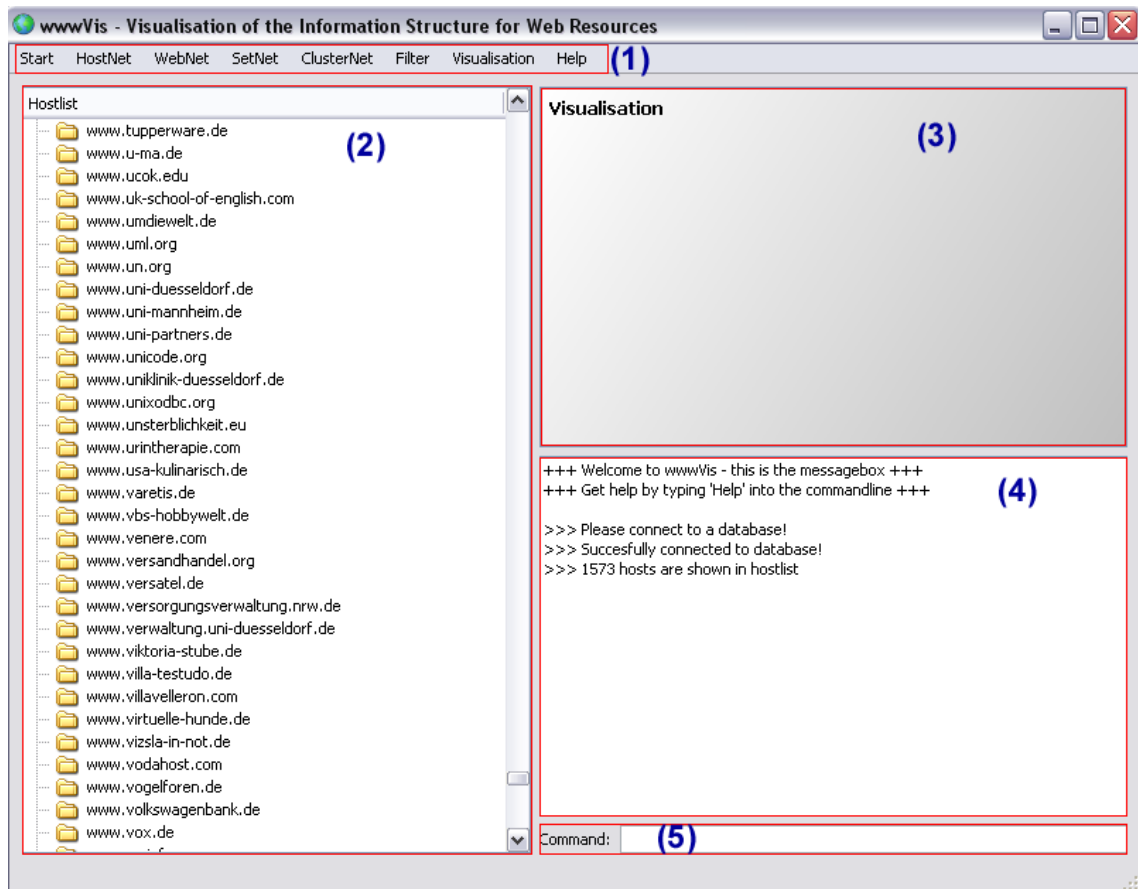 wwwVis - Visualisation of the Information Structure for Web Resources
Start HostNet WebNet SetNet ClusterNet Filter Visualisation Help (1)
Hostlist
(2)
www.tupperware.de
www.u-ma.de
www.ucok.edu
www.uk-school-of-english.com
www.umdiewelt.de
www.uml.org
www.un.org
www.uni-duesseldorf.de
www.uni-mannheim.de
www.uni-partners.de
www.unicode.org
www.uniklinik-duesseldorf.de
www.unixodbc.org
www.unsterblichkeit.eu
www.urintherapie.com
www.usa-kulinarisch.de
www.varetis.de
www.vbs-hobbywelt.de
www.venere.com
www.versandhandel.org
www.versatel.de
www.versorgungsverwaltung.nrw.de
www.verwaltung.uni-duesseldorf.de
www.viktoria-stube.de
www.villa-testudo.de
www.villavelleron.com
www.virtuelle-hunde.de
www.vizsla-in-not.de
www.vodahost.com
www.vogelforen.de
www.volkswagenbank.de
www.vox.de
Visualisation
(3)
+++ Welcome to wwwVis - this is the messagebox +++
+++ Get help by typing 'Help' into the commandline +++
(4)
>>> Please connect to a database!
>>> Succesfully connected to database!
>>> 1573 hosts are shown in hostlist
Command: (5)